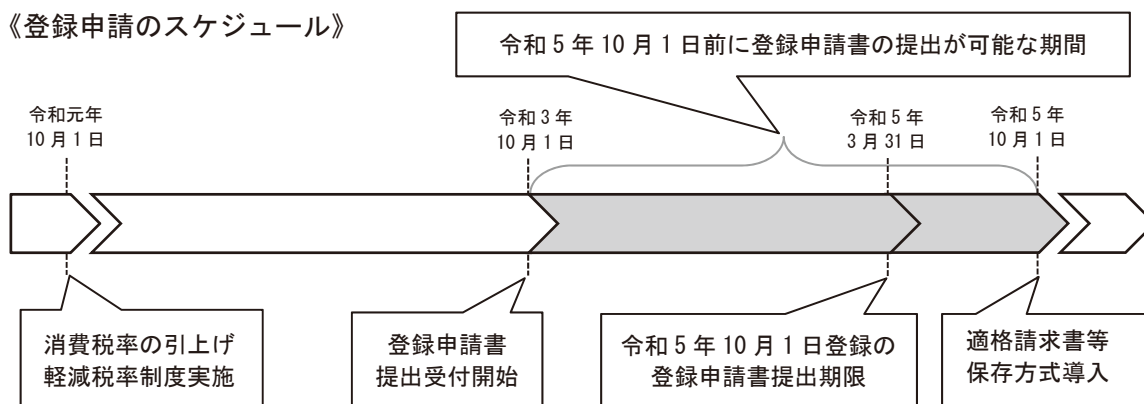 《登録申請のスケジュール》
令和5年10月1日前に登録申請書の提出が可能な期間
令和元年
10月1日
令和3年
10月1日
令和5年
3月31日
令和5年
10月1日
消費税率の引上げ
軽減税率制度実施
登録申請書
提出受付開始
令和5年10月1日登録の
登録申請書提出期限
適格請求書等
保存方式導入